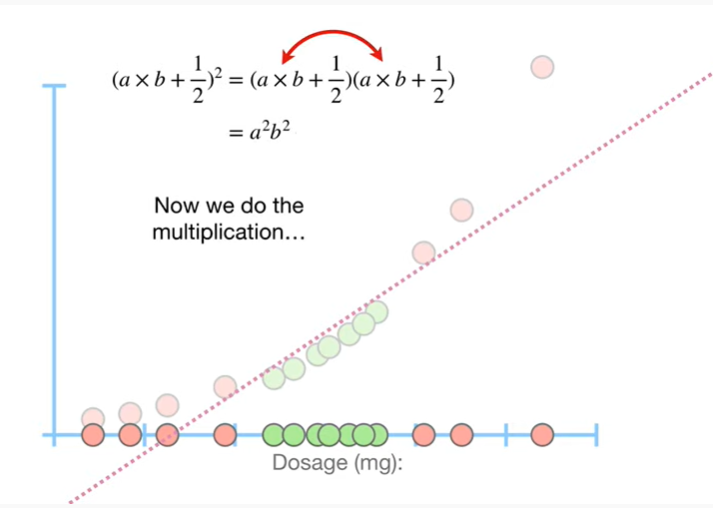 (a × b + 1/2)² = (a × b + 1/2)(a × b + 1/2)
= a²b²
Now we do the
multiplication…
Dosage (mg):